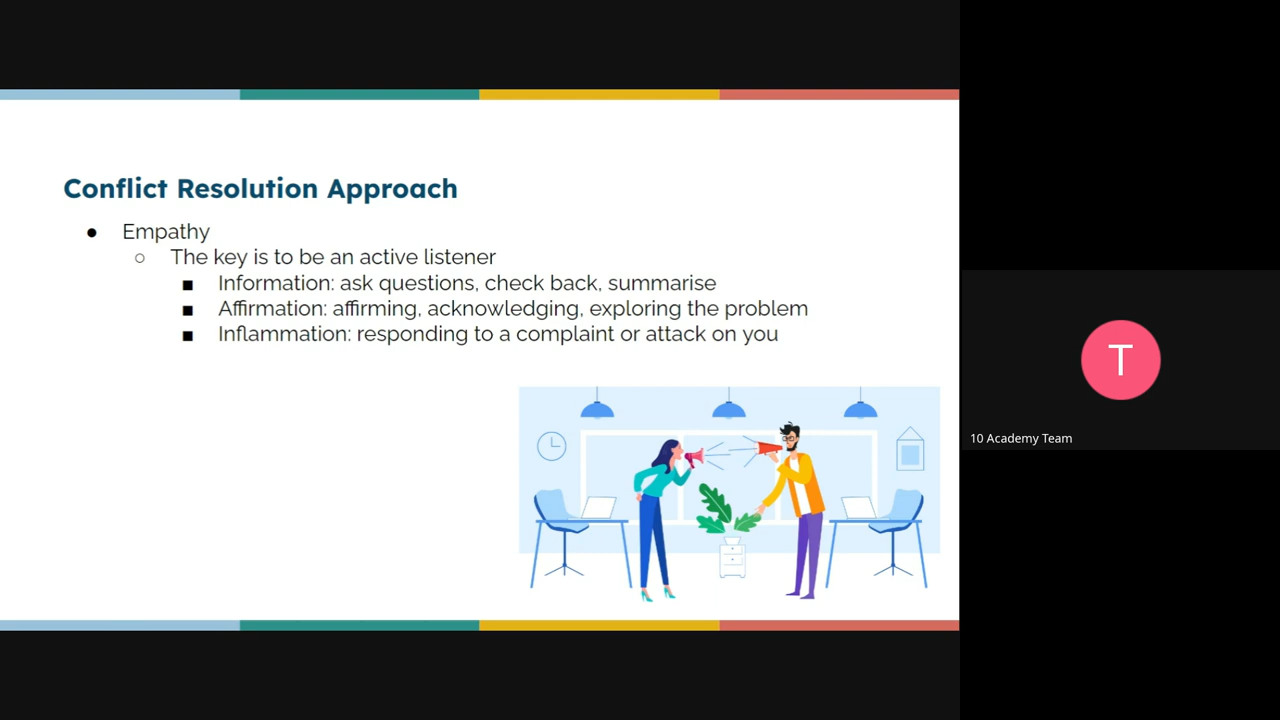 Conflict Resolution Approach
● Empathy
○ The key is to be an active listener
■ Information: ask questions, check back, summarise
■ Affirmation: affirming, acknowledging, exploring the problem
■ Inflammation: responding to a complaint or attack on you
T
10 Academy Team